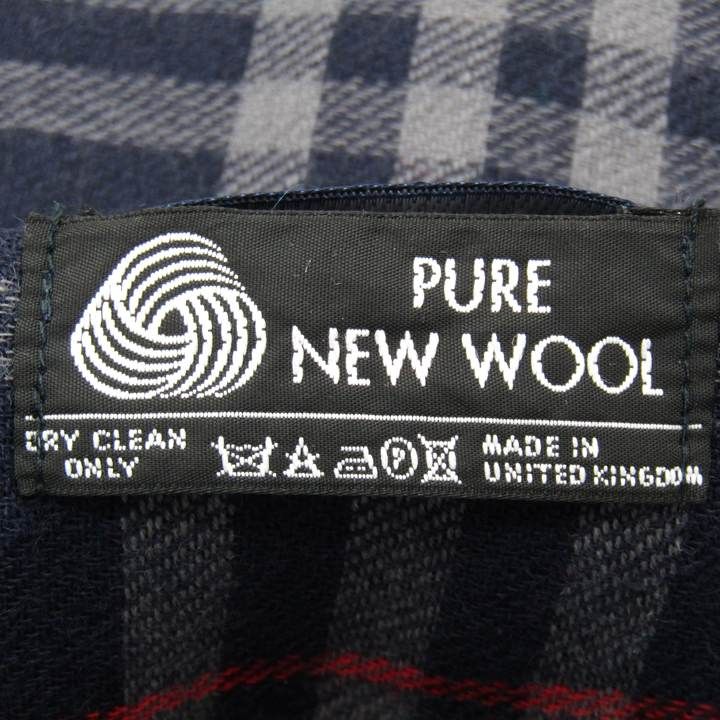 PURE
NEW WOOL
DRY CLEAN
ONLY
P
MADE IN
UNITED KINGDOM